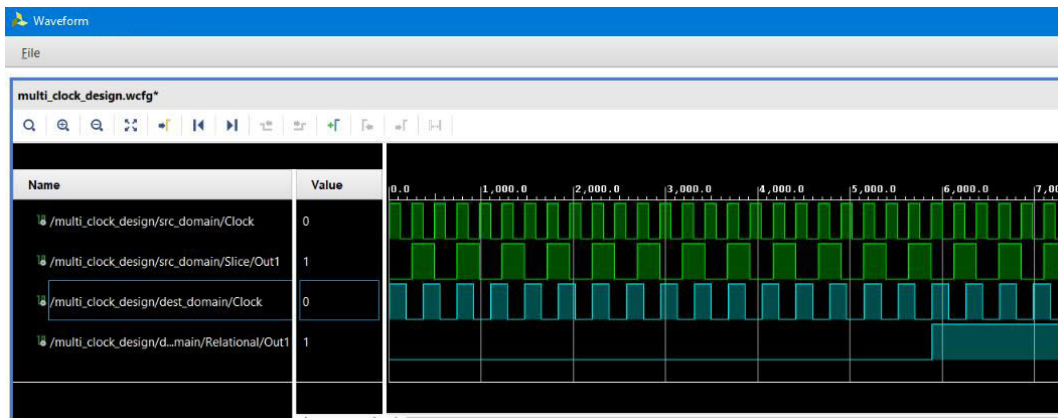 Waveform
File
multi_clock_design.wcfg*
Name Value
0.0 1,000.0 2,000.0 3,000.0 4,000.0 5,000.0 6,000.0 7,00
/multi_clock_design/src_domain/Clock 0
/multi_clock_design/src_domain/Slice/Out1 1
/multi_clock_design/dest_domain/Clock 0
/multi_clock_design/d...main/Relational/Out1 1